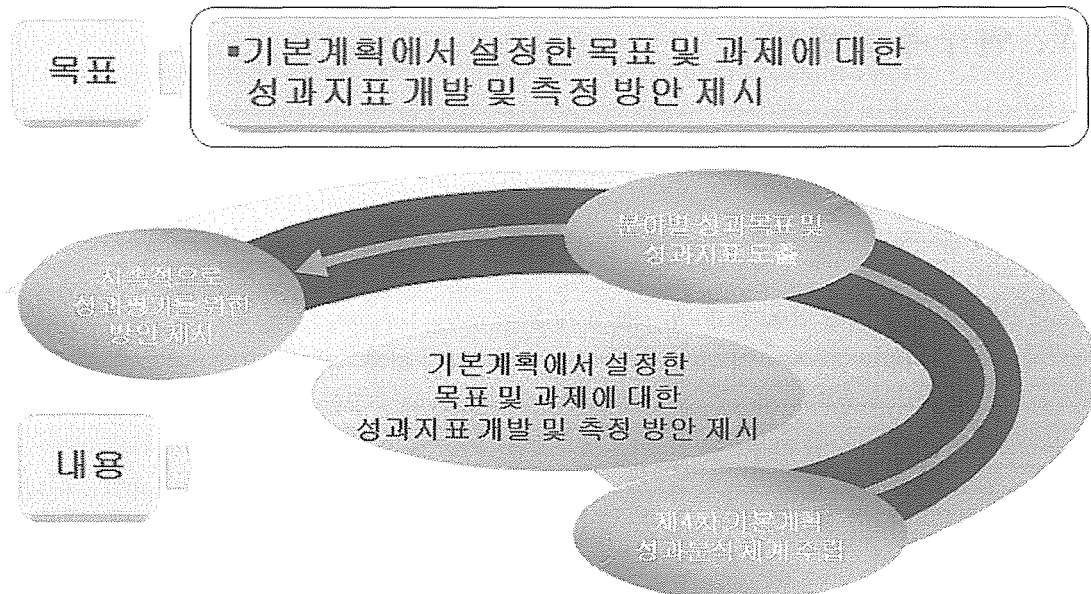 목표
▪기본계획에서 설정한 목표 및 과제에 대한
성과지표 개발 및 측정 방안 제시
분야별 성과목표 및
성과지표 도출
지속적으로
성과평가를 위한
방안 제시
기본계획에서 설정한
목표 및 과제에 대한
성과지표 개발 및 측정 방안 제시
내용
제4차 기본계획
성과분석 체계 수립